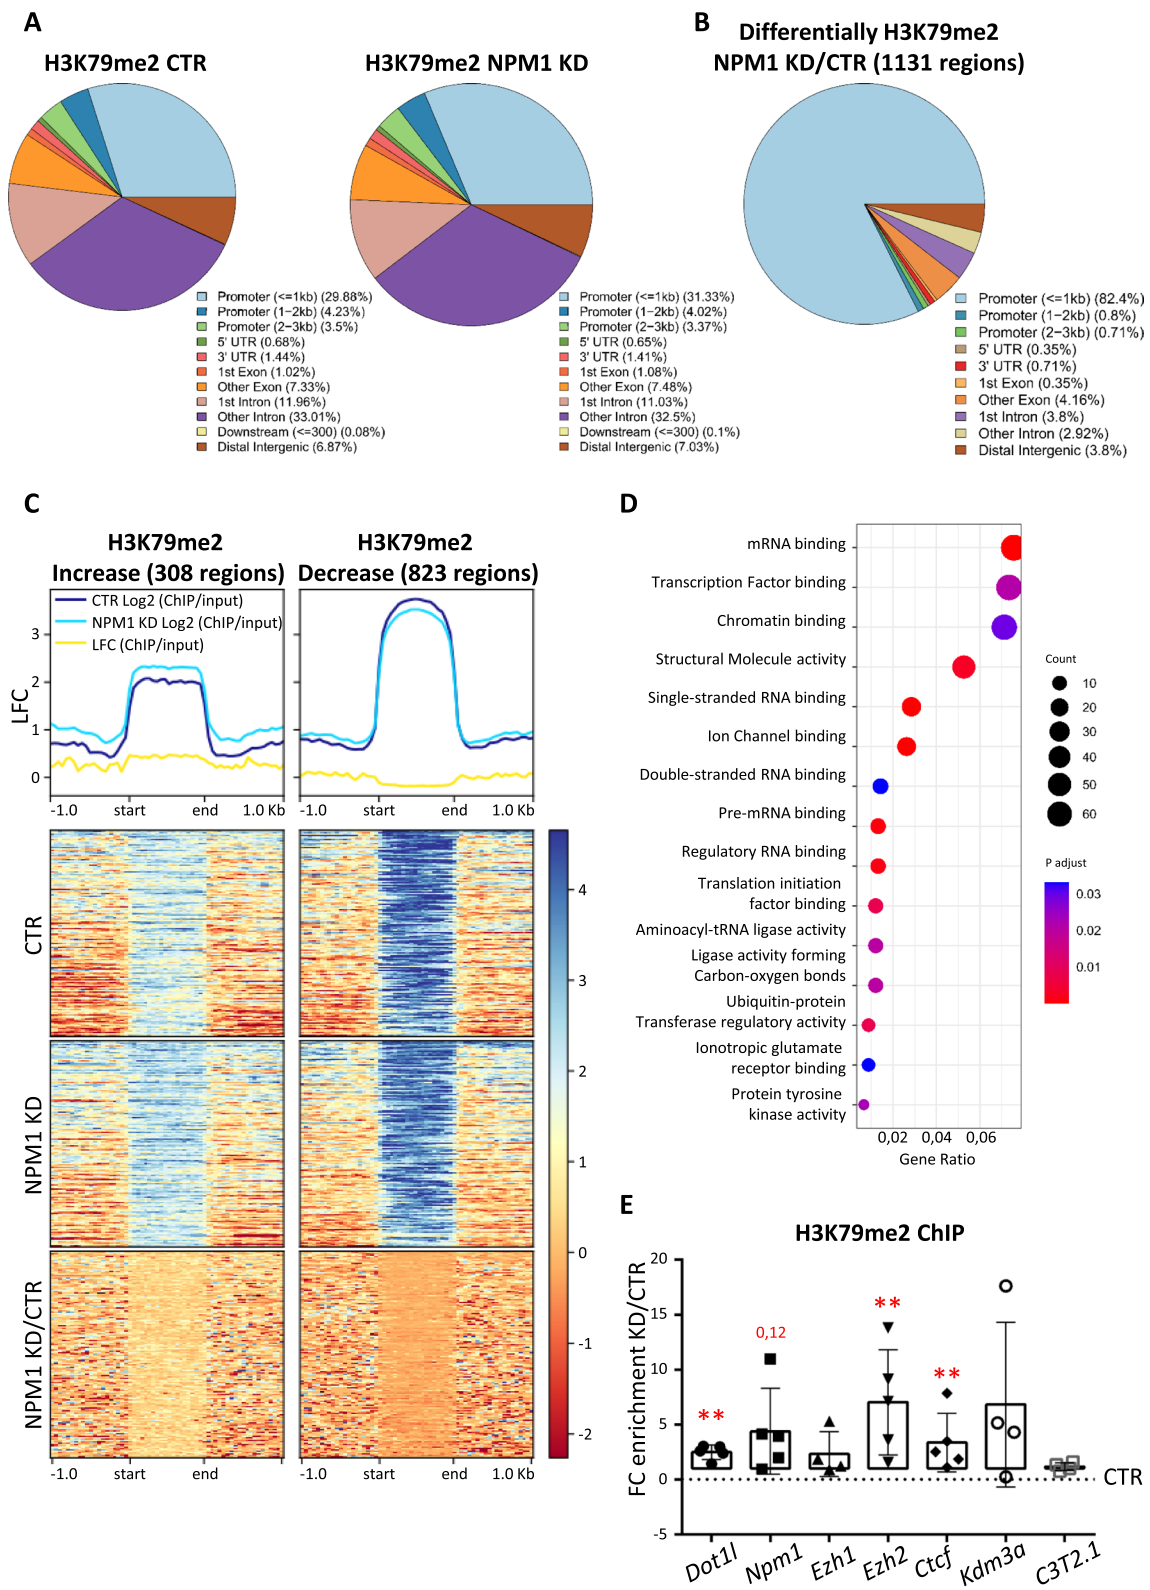 A
H3K79me2 CTR
H3K79me2 NPM1 KD
Promoter (<=1kb) (29.88%)
Promoter (1−2kb) (4.23%)
Promoter (2−3kb) (3.5%)
5' UTR (0.68%)
3' UTR (1.44%)
1st Exon (1.02%)
Other Exon (7.33%)
1st Intron (11.96%)
Other Intron (33.01%)
Downstream (<=300) (0.08%)
Distal Intergenic (6.87%)
Promoter (<=1kb) (31.33%)
Promoter (1−2kb) (4.02%)
Promoter (2−3kb) (3.37%)
5' UTR (0.65%)
3' UTR (1.41%)
1st Exon (1.08%)
Other Exon (7.48%)
1st Intron (11.03%)
Other Intron (32.5%)
Downstream (<=300) (0.1%)
Distal Intergenic (7.03%)
B
Differentially H3K79me2
NPM1 KD/CTR (1131 regions)
Promoter (<=1kb) (82.4%)
Promoter (1−2kb) (0.8%)
Promoter (2−3kb) (0.71%)
5' UTR (0.35%)
3' UTR (0.71%)
1st Exon (0.35%)
Other Exon (4.16%)
1st Intron (3.8%)
Other Intron (2.92%)
Distal Intergenic (3.8%)
C
H3K79me2
Increase (308 regions)
H3K79me2
Decrease (823 regions)
CTR Log2 (ChIP/input)
NPM1 KD Log2 (ChIP/input)
LFC (ChIP/input)
LFC
3
2
1
0
-1.0 start end 1.0 Kb
-1.0 start end 1.0 Kb
CTR
NPM1 KD
NPM1 KD/CTR
4
3
2
1
0
-1
-2
-1.0 start end 1.0 Kb
-1.0 start end 1.0 Kb
D
mRNA binding
Transcription Factor binding
Chromatin binding
Structural Molecule activity
Single-stranded RNA binding
Ion Channel binding
Double-stranded RNA binding
Pre-mRNA binding
Regulatory RNA binding
Translation initiation
factor binding
Aminoacyl-tRNA ligase activity
Ligase activity forming
Carbon-oxygen bonds
Ubiquitin-protein
Transferase regulatory activity
Ionotropic glutamate
receptor binding
Protein tyrosine
kinase activity
0,02 0,04 0,06
Gene Ratio
Count
10
20
30
40
50
60
P adjust
0.03
0.02
0.01
E
H3K79me2 ChIP
FC enrichment KD/CTR
20
15
10
5
0
-5
**
0,12
**
**
CTR
Dot1l
Npm1
Ezh1
Ezh2
Ctcf
Kdm3a
C3T2.1